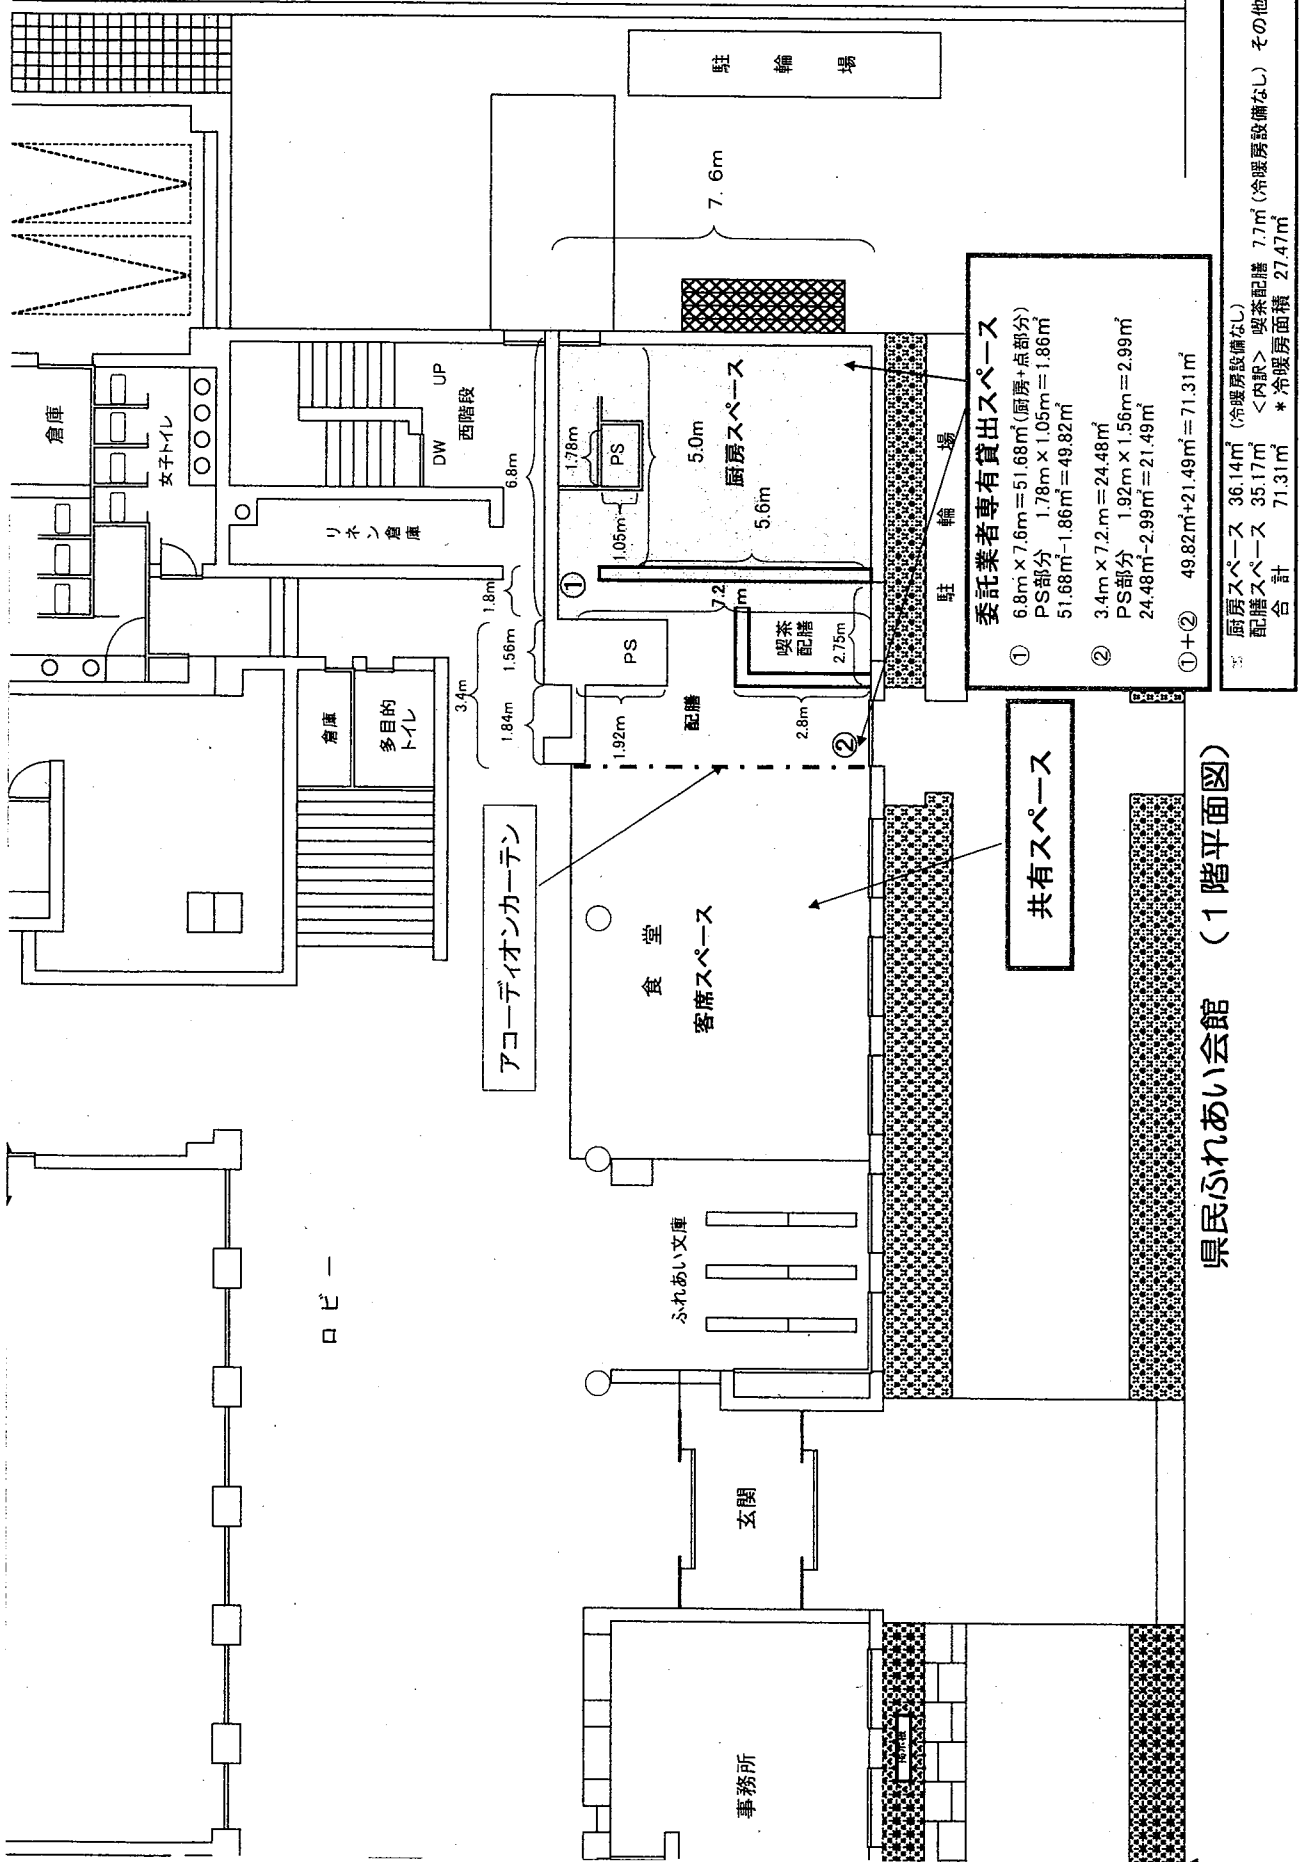 県民ふれあい会館　（1階平面図）
ロビー
倉庫
女子トイレ
リネン倉庫
DW
UP
西階段
倉庫
多目的
トイレ
アコーディオンカーテン
3.4m
1.8m
6.8m
1.84m
1.56m
1.92m
PS
配膳
喫茶
配膳
2.8m
2.75m
7.2m
①
②
1.78m
PS
1.05m
5.0m
厨房スペース
5.6m
7.6m
駐輪場
駐輪場
食堂
客席スペース
共有スペース
ふれあい文庫
玄関
事務所
委託業者専有貸出スペース
① 6.8m×7.6m=51.68㎡(厨房+点部分)
PS部分 1.78m×1.05m=1.86㎡
51.68㎡-1.86㎡=49.82㎡
② 3.4m×7.2.m=24.48㎡
PS部分 1.92m×1.56m=2.99㎡
24.48㎡-2.99㎡=21.49㎡
①+② 49.82㎡+21.49㎡=71.31㎡
厨房スペース 36.14㎡ (冷暖房設備なし)
配膳スペース 35.17㎡ <内訳> 喫茶配膳 7.7㎡(冷暖房設備なし) その他
合計 71.31㎡ *冷暖房面積 27.47㎡